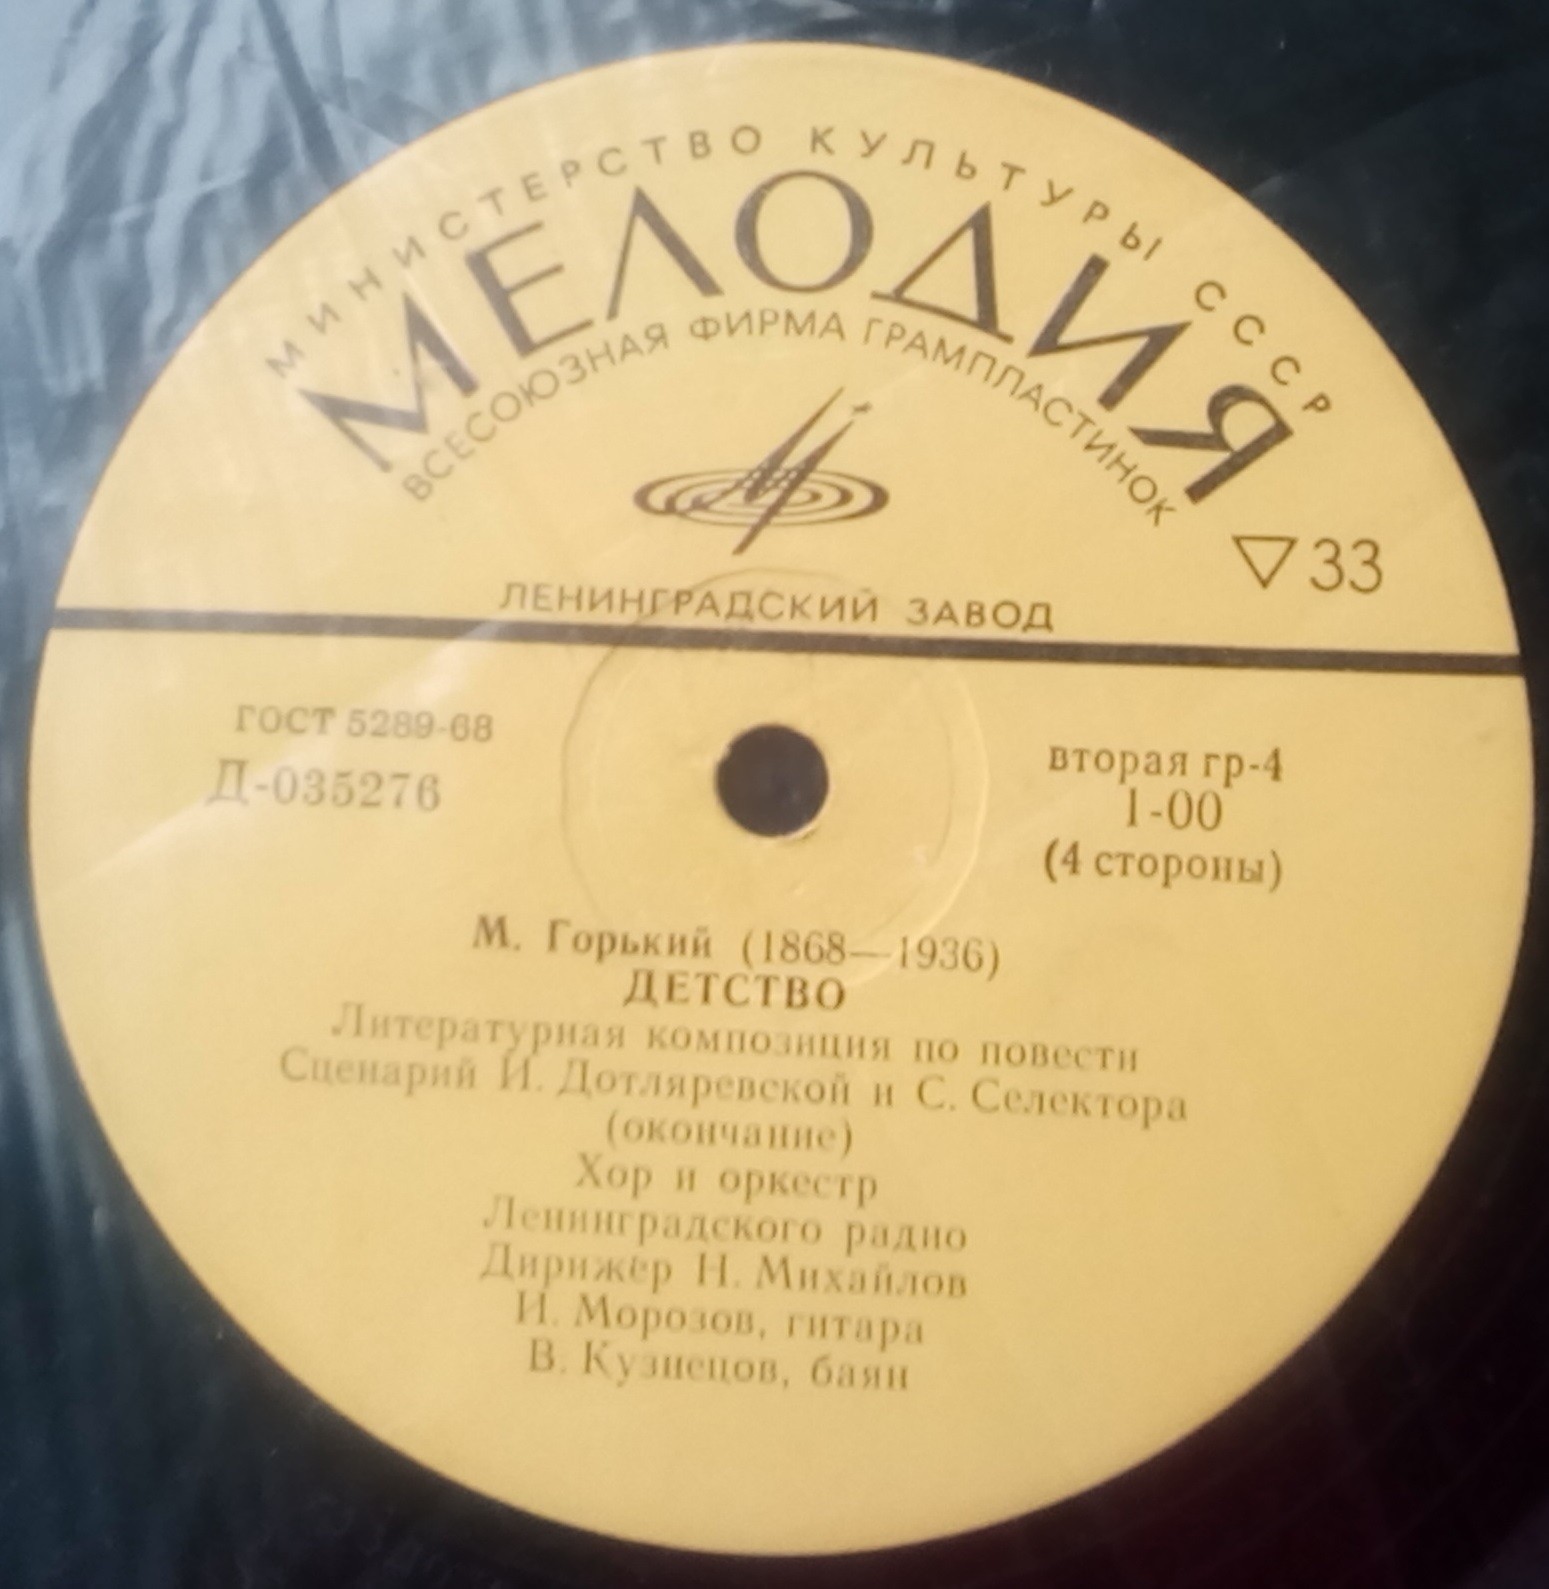 МИНИСТЕРСТВО КУЛЬТУРЫ СССР
МЕЛОДИЯ
ВСЕСОЮЗНАЯ ФИРМА ГРАМПЛАСТИНОК
▽33
ЛЕНИНГРАДСКИЙ ЗАВОД
ГОСТ 5289-68
Д-035276
вторая гр-4
1-00
(4 стороны)
М. Горький (1868—1936)
ДЕТСТВО
Литературная композиция по повести
Сценарий И. Дотляревской и С. Селектора
(окончание)
Хор и оркестр
Ленинградского радио
Дирижёр Н. Михайлов
И. Морозов, гитара
В. Кузнецов, баян